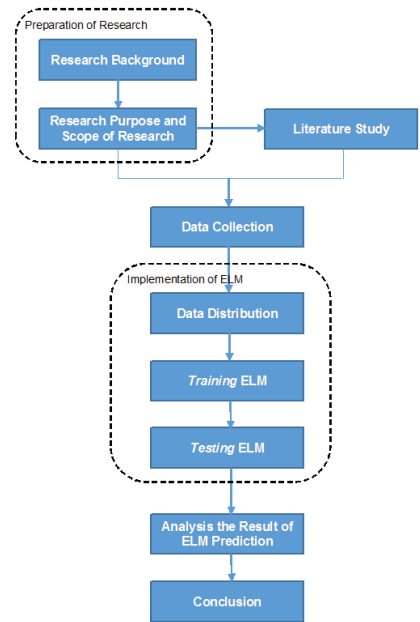 Preparation of Research
Research Background
Research Purpose and
Scope of Research
Literature Study
Data Collection
Implementation of ELM
Data Distribution
Training ELM
Testing ELM
Analysis the Result of
ELM Prediction
Conclusion